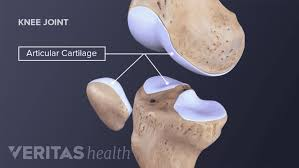 KNEE JOINT
Articular Cartilage
VERITAS health